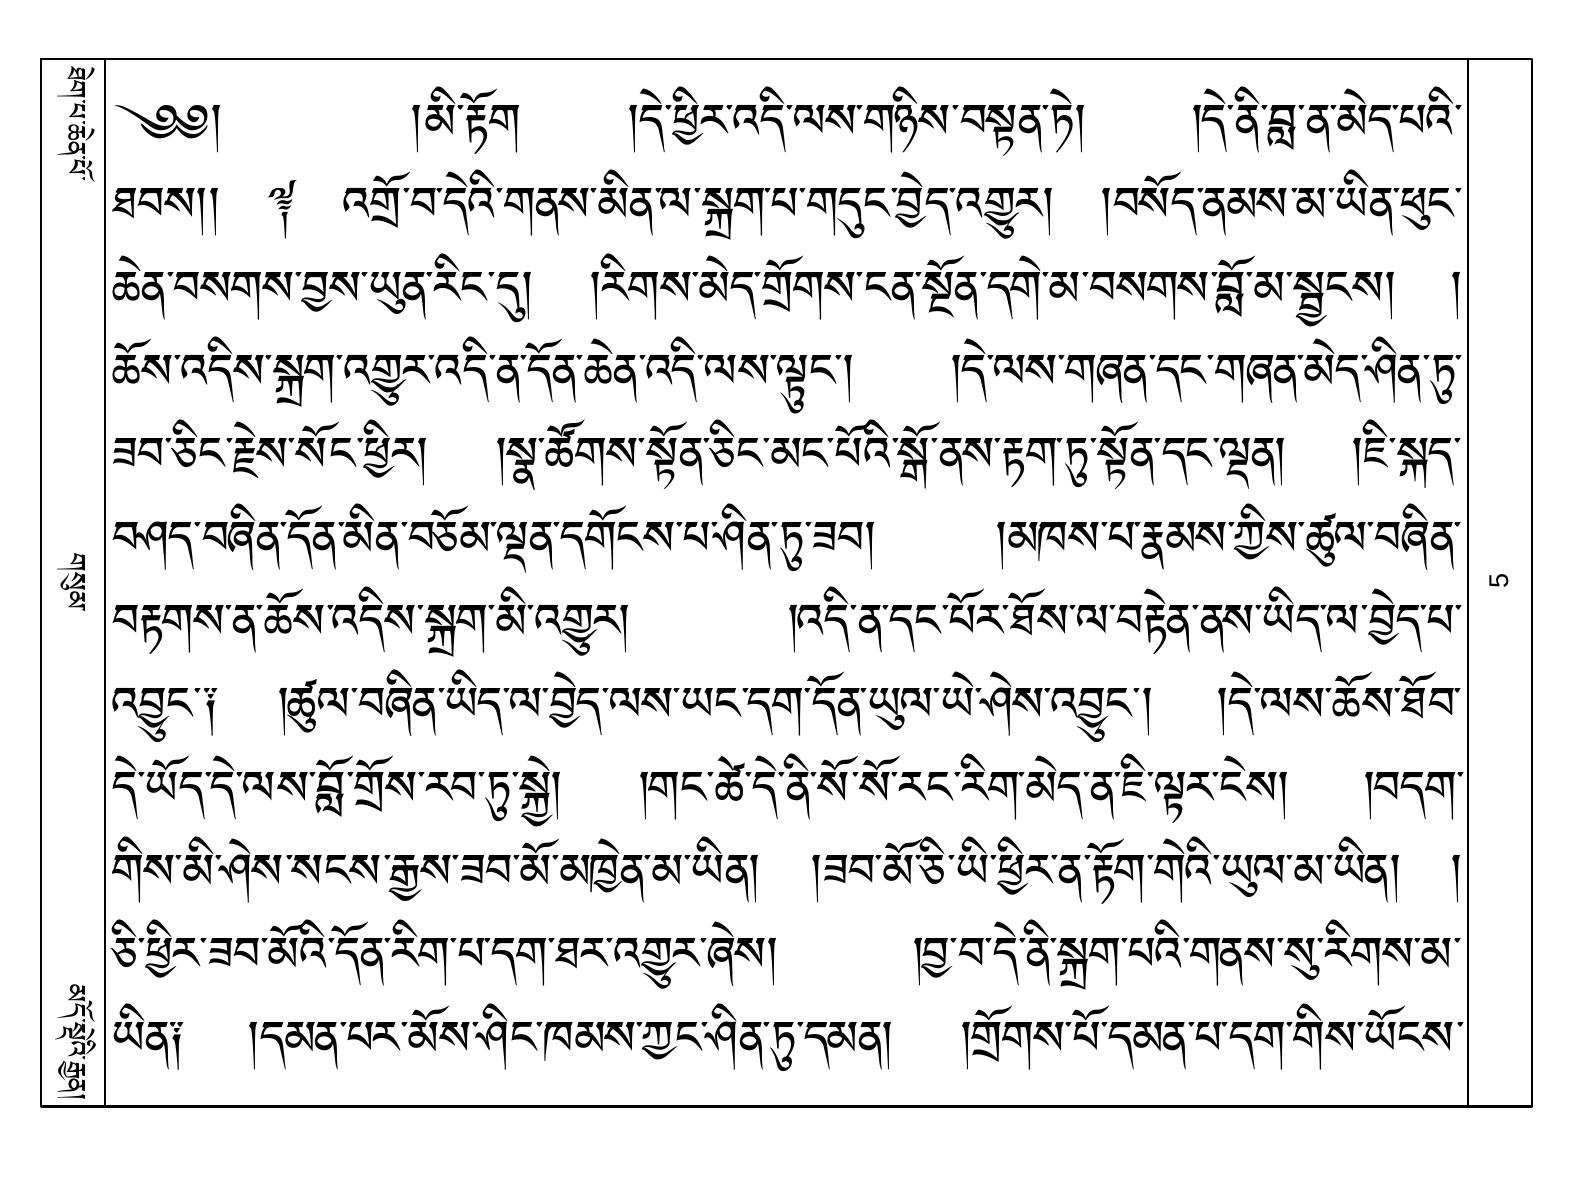 ཐེག་པ་ཆེན་པོ་
གསུམ
མདོ་སྡེའི་རྒྱན།
༄༅། །མི་རྟོག །དེ་ཕྱིར་འདི་ལས་གཉིས་བསྟན་ཏེ། །དེ་ནི་བླ་ན་མེད་པའི་
ཐབས།། ༈ འགྲོ་བ་དེའི་གནས་མིན་ལ་སྐྲག་པ་གདུང་བྱེད་འགྱུར། །བསོད་ནམས་མ་ཡིན་ཕུང་
ཆེན་བསགས་བྱས་ཡུན་རིང་དུ། །རིགས་མེད་གྲོགས་ངན་སྔོན་དགེ་མ་བསགས་བློ་མ་སྦྱངས། །
ཆོས་འདིས་སྐྲག་འགྱུར་འདི་ན་དོན་ཆེན་འདི་ལས་ལྟུང་། །དེ་ལས་གཞན་དང་གཞན་མེད་ཤིན་ཏུ་
ཟབ་ཅིང་རྗེས་སོང་ཕྱིར། །སྣ་ཚོགས་སྟོན་ཅིང་མང་པོའི་སྒོ་ནས་རྟག་ཏུ་སྟོན་དང་ལྡན། །ཇི་སྐད་
བཤད་བཞིན་དོན་མིན་བཅོམ་ལྡན་དགོངས་པ་ཤིན་ཏུ་ཟབ། །མཁས་པ་རྣམས་ཀྱིས་ཚུལ་བཞིན་
བརྟགས་ན་ཆོས་འདིས་སྐྲག་མི་འགྱུར། །འདི་ན་དང་པོར་ཐོས་ལ་བརྟེན་ནས་ཡིད་ལ་བྱེད་པ་
འབྱུང་༑ །ཚུལ་བཞིན་ཡིད་ལ་བྱེད་ལས་ཡང་དག་དོན་ཡུལ་ཡེ་ཤེས་འབྱུང་། །དེ་ལས་ཆོས་ཐོབ་
དེ་ཡོད་དེ་ལས་བློ་གྲོས་རབ་ཏུ་སྐྱེ། །གང་ཚེ་དེ་ནི་སོ་སོ་རང་རིག་མེད་ན་ཇི་ལྟར་ངེས། །བདག་
གིས་མི་ཤེས་སངས་རྒྱས་ཟབ་མོ་མཁྱེན་མ་ཡིན། །ཟབ་མོ་ཅི་ཡི་ཕྱིར་ན་རྟོག་གེའི་ཡུལ་མ་ཡིན། །
ཅི་ཕྱིར་ཟབ་མོའི་དོན་རིག་པ་དག་ཐར་འགྱུར་ཞེས། །བྱ་བ་དེ་ནི་སྐྲག་པའི་གནས་སུ་རིགས་མ་
ཡིན༑ །དམན་པར་མོས་ཤིང་ཁམས་ཀྱང་ཤིན་ཏུ་དམན། །གྲོགས་པོ་དམན་པ་དག་གིས་ཡོངས་
5